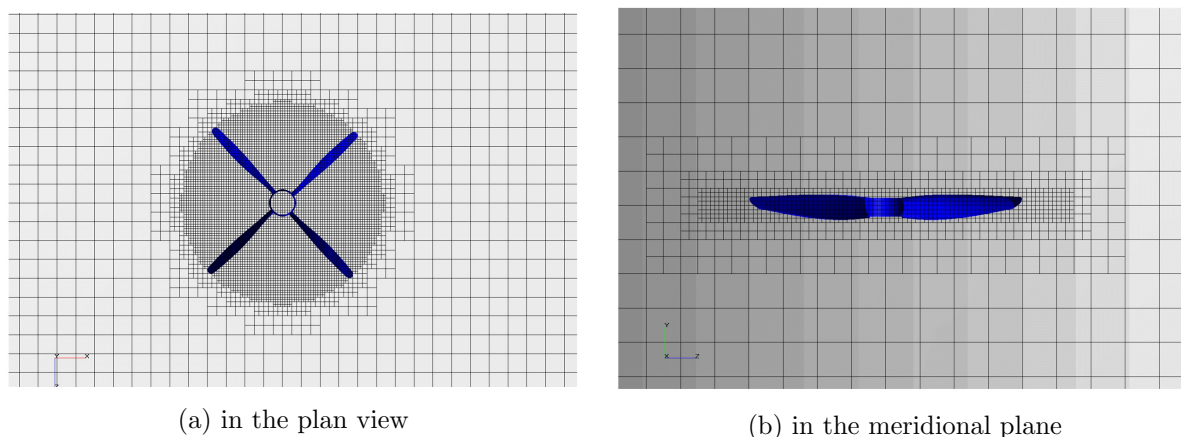 Y
X
Z
Y
X
Z
(a) in the plan view
(b) in the meridional plane